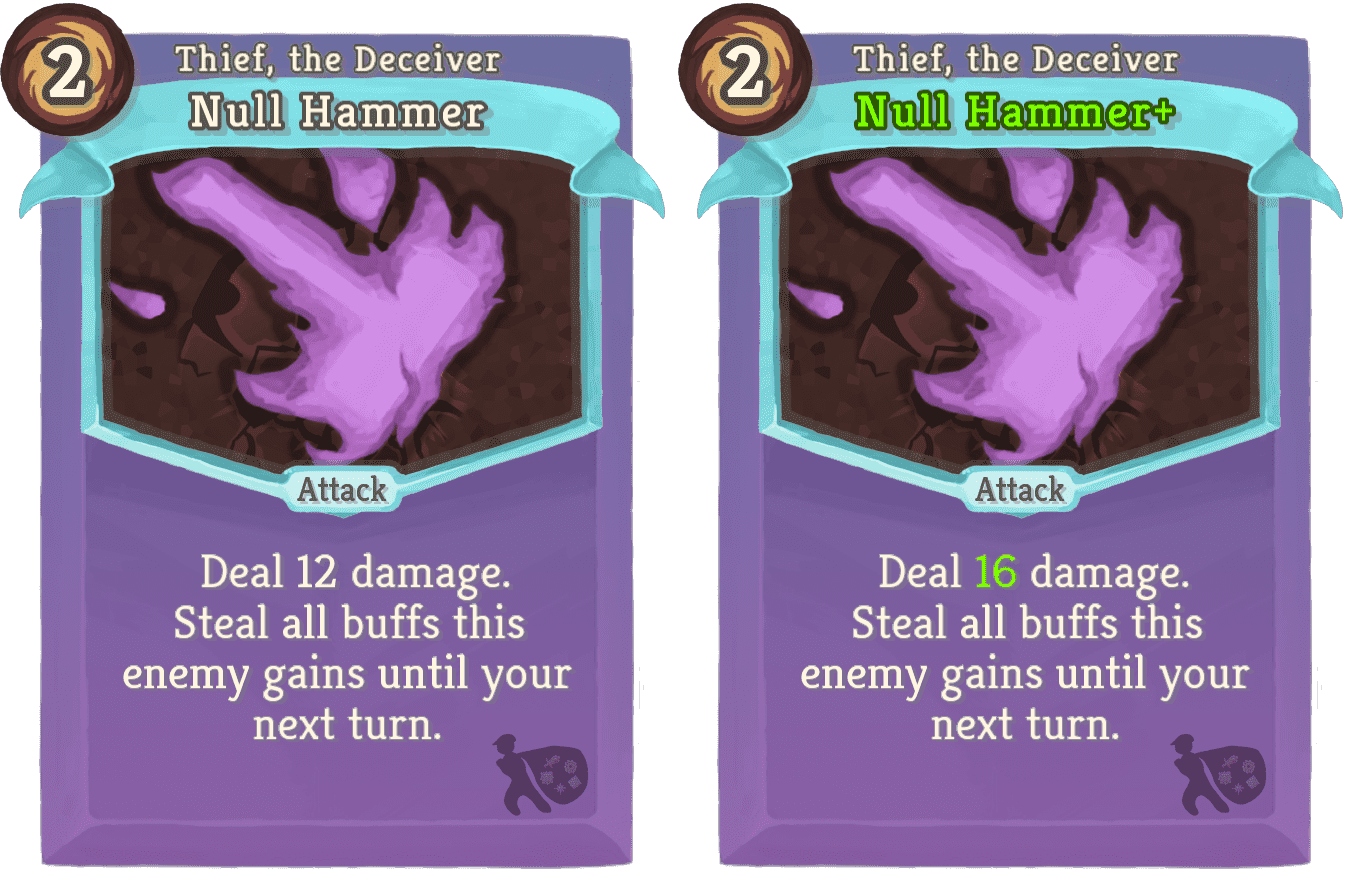 2
Thief, the Deceiver
Null Hammer
Attack
Deal 12 damage.
Steal all buffs this
enemy gains until your
next turn.
2
Thief, the Deceiver
Null Hammer+
Attack
Deal 16 damage.
Steal all buffs this
enemy gains until your
next turn.